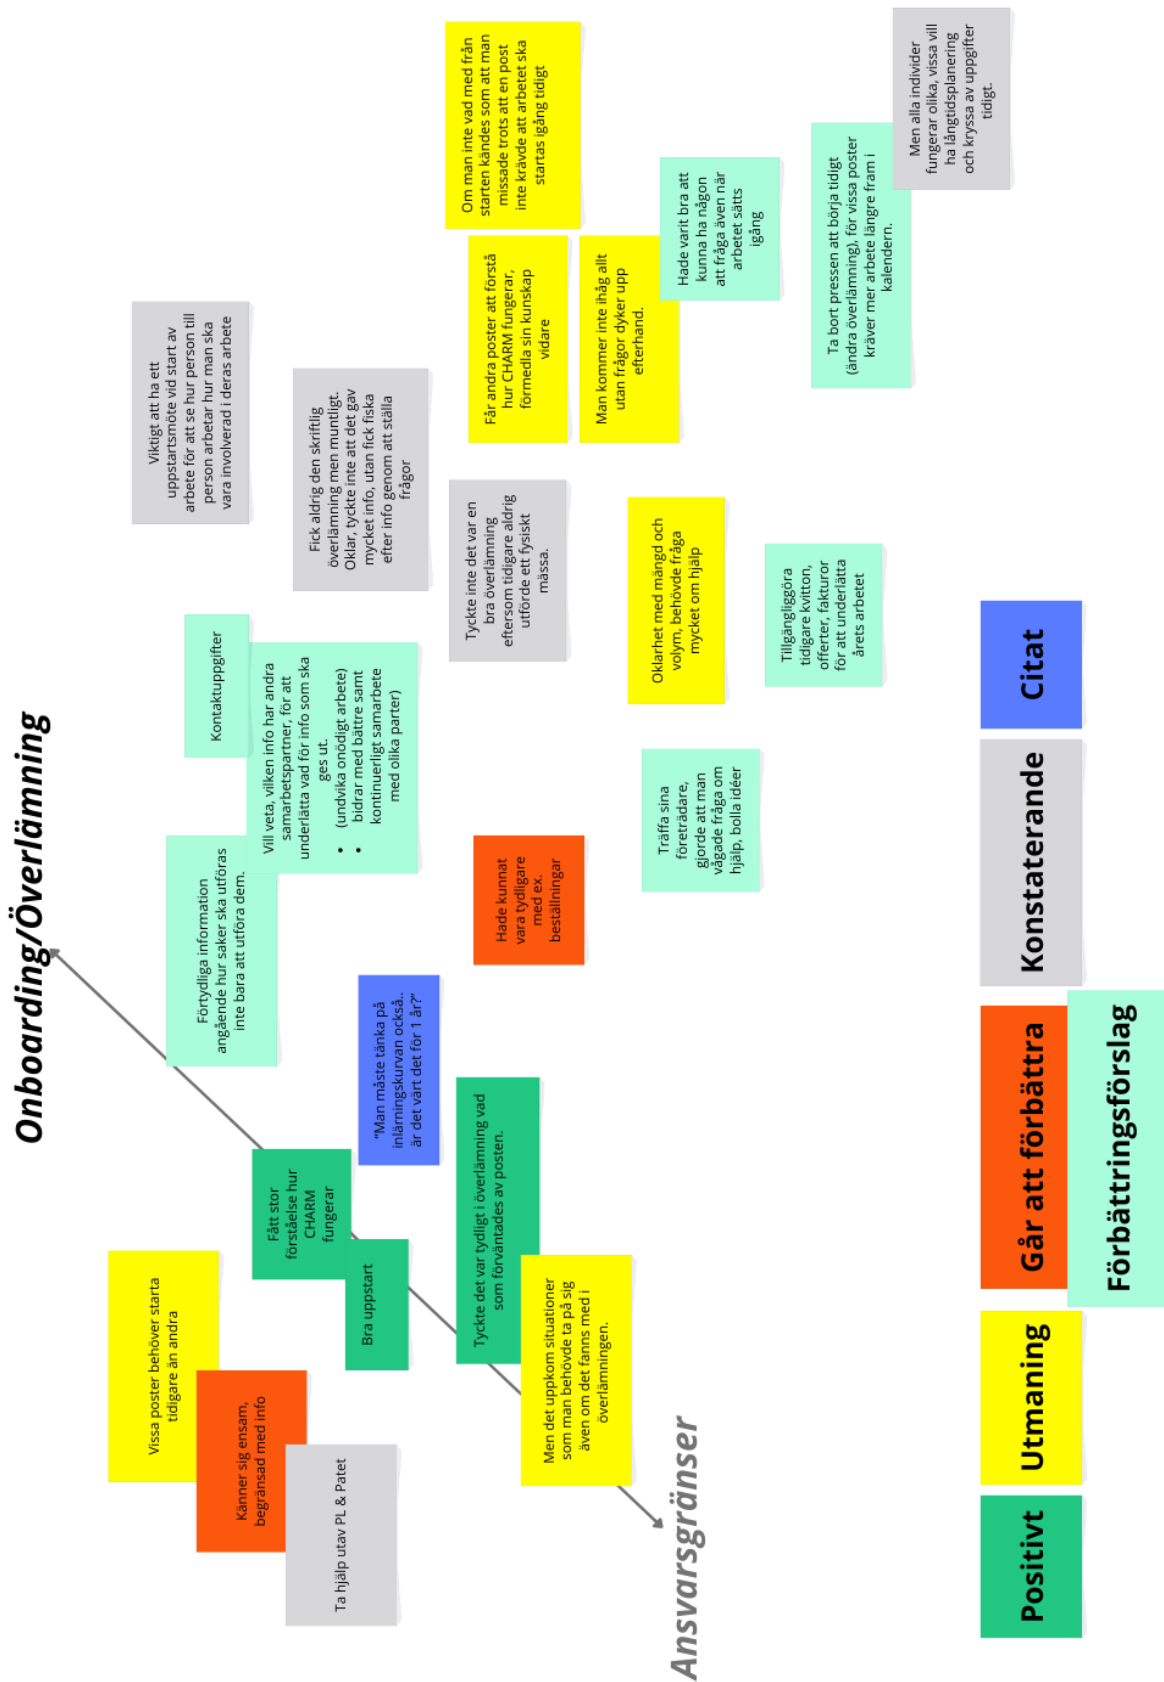 Onboarding/Överlämning
Vissa poster behöver starta
tidigare än andra
Känner sig ensam,
begränsad med info
Ta hjälp utav PL & Patet
Fått stor
förståelse hur
CHARM
fungerar
Bra uppstart
Förtydliga information
angående hur saker ska utföras
inte bara att utföra dem.
Kontaktuppgifter
Vill veta, vilken info har andra
samarbetspartner, för att
underlätta vad för info som ska
ges ut.
• (undvika onödigt arbete)
• bidrar med bättre samt
kontinuerligt samarbete
med olika parter)
Viktigt att ha ett
uppstartsmöte vid start av
arbete för att se hur person till
person arbetar hur man ska
vara involverad i deras arbete
Fick aldrig den skriftlig
överlämning men muntligt.
Oklar, tyckte inte att det gav
mycket info, utan fick fiska
efter info genom att ställa
frågor
"Man måste tänka på
inlärningskurvan också..
är det värt det för 1 år?"
Tyckte det var tydligt i överlämning vad
som förväntades av posten.
Men det uppkom situationer
som man behövde ta på sig
även om det fanns med i
överlämningen.
Hade kunnat
vara tydligare
med ex.
beställningar
Tyckte inte det var en
bra överlämning
eftersom tidigare aldrig
utförde ett fysiskt
mässa.
Om man inte vad med från
starten kändes som att man
missade trots att en post
inte krävde att arbetet ska
startas igång tidigt
Får andra poster att förstå
hur CHARM fungerar,
förmedla sin kunskap
vidare
Man kommer inte ihåg allt
utan frågor dyker upp
efterhand.
Hade varit bra att
kunna ha någon
att fråga även när
arbetet sätts
igång
Oklarhet med mängd och
volym, behövde fråga
mycket om hjälp
Träffa sina
företrädare,
gjorde att man
vågade fråga om
hjälp, bolla idéer
Tillgängliggöra
tidigare kvitton,
offerter, fakturor
för att underlätta
årets arbetet
Ta bort pressen att börja tidigt
(ändra överlämning), för vissa poster
kräver mer arbete längre fram i
kalendern.
Men alla individer
fungerar olika, vissa vill
ha långtidsplanering
och kryssa av uppgifter
tidigt.
Ansvarsgränser
Positivt
Utmaning
Går att förbättra
Konstaterande
Citat
Förbättringsförslag